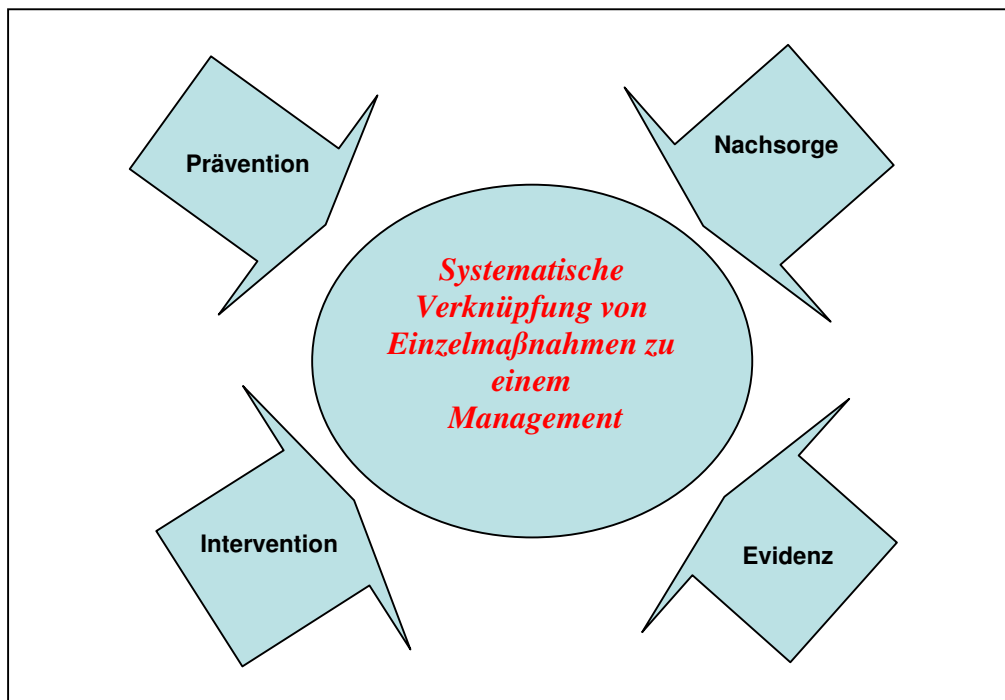 Prävention
Nachsorge
Systematische
Verknüpfung von
Einzelmaßnahmen zu
einem
Management
Intervention
Evidenz